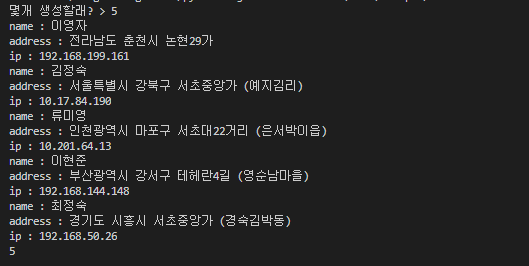 몇개 생성할래? > 5
name : 이영자
address : 전라남도 춘천시 논현29가
ip : 192.168.199.161
name : 김정숙
address : 서울특별시 강북구 서초중앙가 (예지김리)
ip : 10.17.84.190
name : 류미영
address : 인천광역시 마포구 서초대22거리 (은서박이읍)
ip : 10.201.64.13
name : 이현준
address : 부산광역시 강서구 테헤란4길 (영순남마을)
ip : 192.168.144.148
name : 최정숙
address : 경기도 시흥시 서초중앙가 (경숙김박동)
ip : 192.168.50.26
5